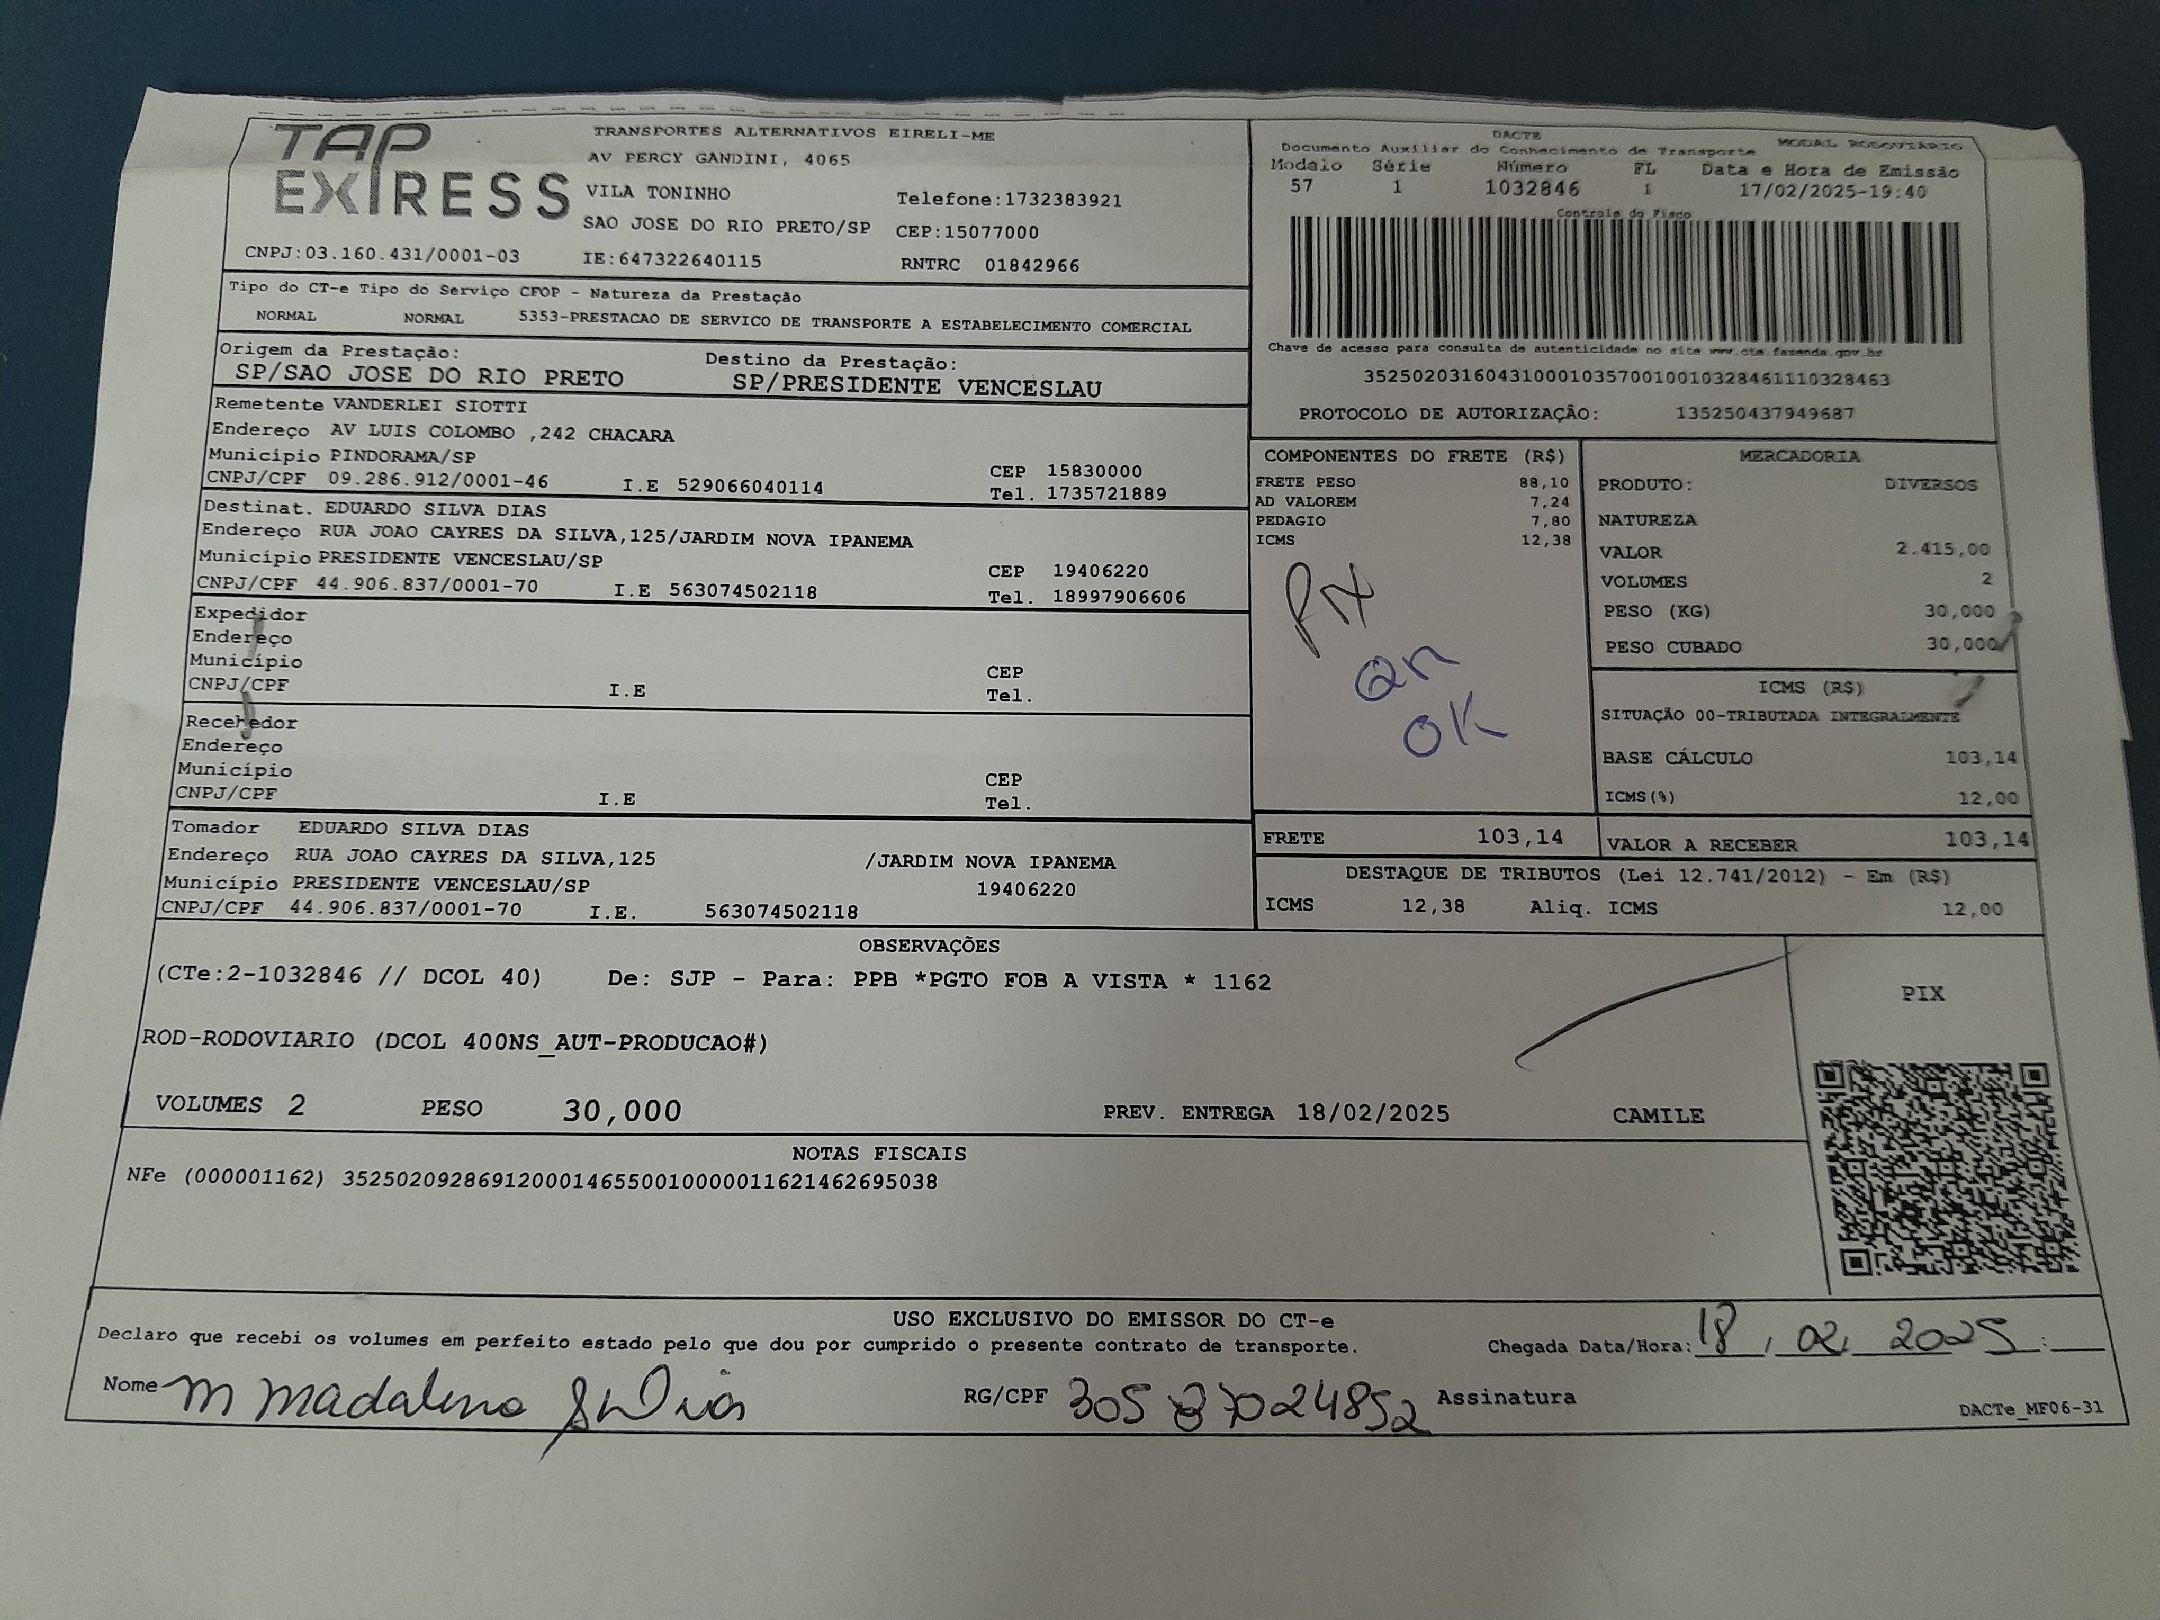 TAP EXPRESS
TRANSPORTES ALTERNATIVOS EIRELI-ME
AV PERCY GANDINI, 4065
VILA TONINHO Telefone:1732383921
SAO JOSE DO RIO PRETO/SP CEP:15077000
CNPJ:03.160.431/0001-03 IE:647322640115 RNTRC 01842966
DACTE MODAL RODOVIÁRIO
Documento Auxiliar do Conhecimento de Transporte
Modalo Série Número FL Data e Hora de Emissão
57 1 1032846 1 17/02/2025-19:40
Controle do Fisco
Chave de acesso para consulta de autenticidade no site www.cte.fazenda.gov.br
35250203160431000103570010010328461110328463
PROTOCOLO DE AUTORIZAÇÃO: 135250437949687
Tipo do CT-e Tipo do Serviço CFOP - Natureza da Prestação
NORMAL NORMAL 5353-PRESTACAO DE SERVICO DE TRANSPORTE A ESTABELECIMENTO COMERCIAL
Origem da Prestação: Destino da Prestação:
SP/SAO JOSE DO RIO PRETO SP/PRESIDENTE VENCESLAU
Remetente VANDERLEI SIOTTI
Endereço AV LUIS COLOMBO ,242 CHACARA
Município PINDORAMA/SP CEP 15830000
CNPJ/CPF 09.286.912/0001-46 I.E 529066040114 Tel. 1735721889
Destinat. EDUARDO SILVA DIAS
Endereço RUA JOAO CAYRES DA SILVA,125/JARDIM NOVA IPANEMA
Município PRESIDENTE VENCESLAU/SP CEP 19406220
CNPJ/CPF 44.906.837/0001-70 I.E 563074502118 Tel. 18997906606
Expedidor
Endereço
Município CEP
CNPJ/CPF I.E Tel.
Recebedor
Endereço
Município CEP
CNPJ/CPF I.E Tel.
Tomador EDUARDO SILVA DIAS
Endereço RUA JOAO CAYRES DA SILVA,125 /JARDIM NOVA IPANEMA
Município PRESIDENTE VENCESLAU/SP 19406220
CNPJ/CPF 44.906.837/0001-70 I.E. 563074502118
COMPONENTES DO FRETE (R$)
FRETE PESO 88,10
AD VALOREM 7,24
PEDAGIO 7,80
ICMS 12,38
Pix
OK
FRETE 103,14
MERCADORIA
PRODUTO: DIVERSOS
NATUREZA
VALOR 2.415,00
VOLUMES 2
PESO (KG) 30,000
PESO CUBADO 30,000
ICMS (R$)
SITUAÇÃO 00-TRIBUTADA INTEGRALMENTE
BASE CÁLCULO 103,14
ICMS(%) 12,00
VALOR A RECEBER 103,14
DESTAQUE DE TRIBUTOS (Lei 12.741/2012) - Em (R$)
ICMS 12,38 Aliq. ICMS 12,00
OBSERVAÇÕES
(CTe:2-1032846 // DCOL 40) De: SJP - Para: PPB *PGTO FOB A VISTA * 1162
ROD-RODOVIARIO (DCOL 400NS_AUT-PRODUCAO#)
VOLUMES 2 PESO 30,000 PREV. ENTREGA 18/02/2025 CAMILE
PIX
NOTAS FISCAIS
NFe (000001162) 35250209286912000146550010000011621462695038
USO EXCLUSIVO DO EMISSOR DO CT-e
Declaro que recebi os volumes em perfeito estado pelo que dou por cumprido o presente contrato de transporte. Chegada Data/Hora: 18 / 02 / 2025 :
Nome M Madalena S Dias RG/CPF Assinatura
DACTe_MF06-31